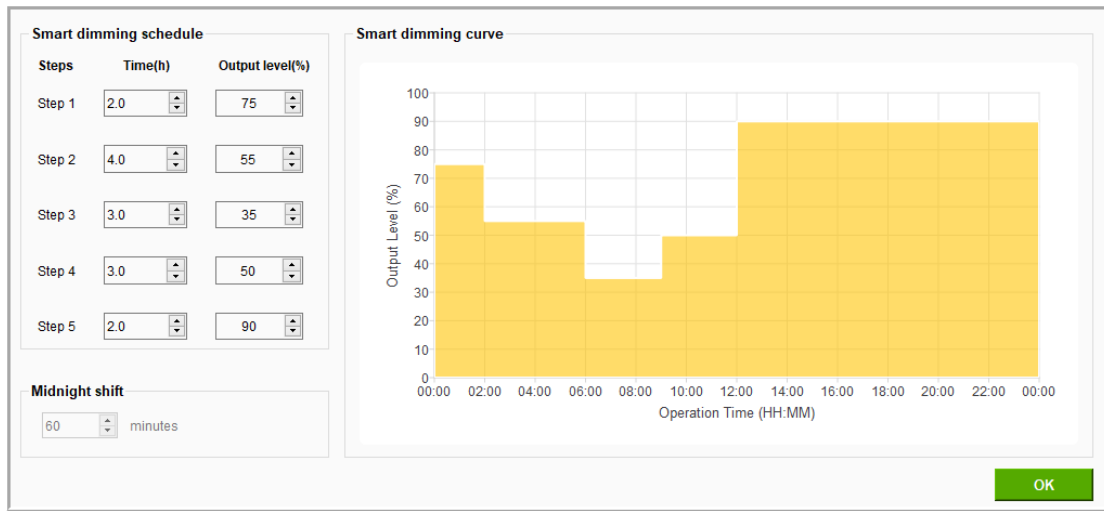 Smart dimming schedule
Steps Time(h) Output level(%)
Step 1 2.0 75
Step 2 4.0 55
Step 3 3.0 35
Step 4 3.0 50
Step 5 2.0 90
Midnight shift
60 minutes
Smart dimming curve
100
90
80
70
60
50
40
30
20
10
0
Output Level (%)
00:00 02:00 04:00 06:00 08:00 10:00 12:00 14:00 16:00 18:00 20:00 22:00 00:00
Operation Time (HH:MM)
OK